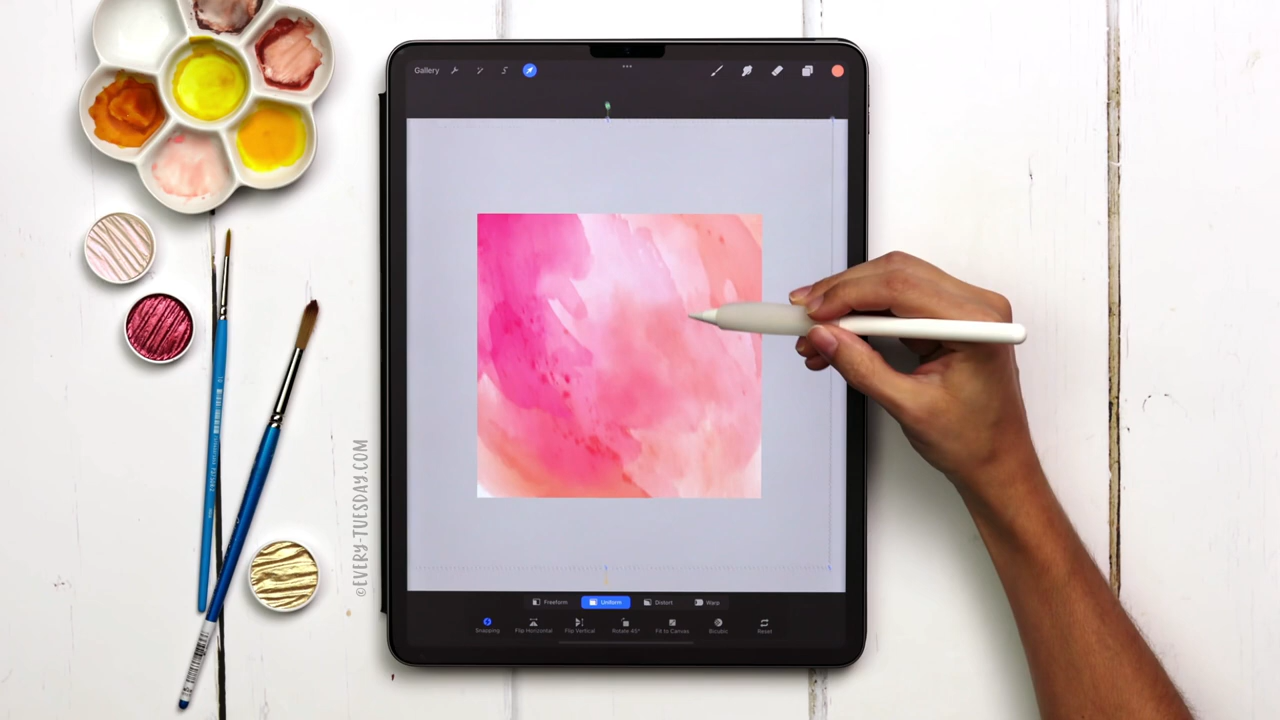 Gallery
©EVERY-TUESDAY.COM
Freeform
Uniform
Distort
Warp
Snapping
Flip Horizontal
Flip Vertical
Rotate 45°
Fit to Canvas
Bicubic
Reset